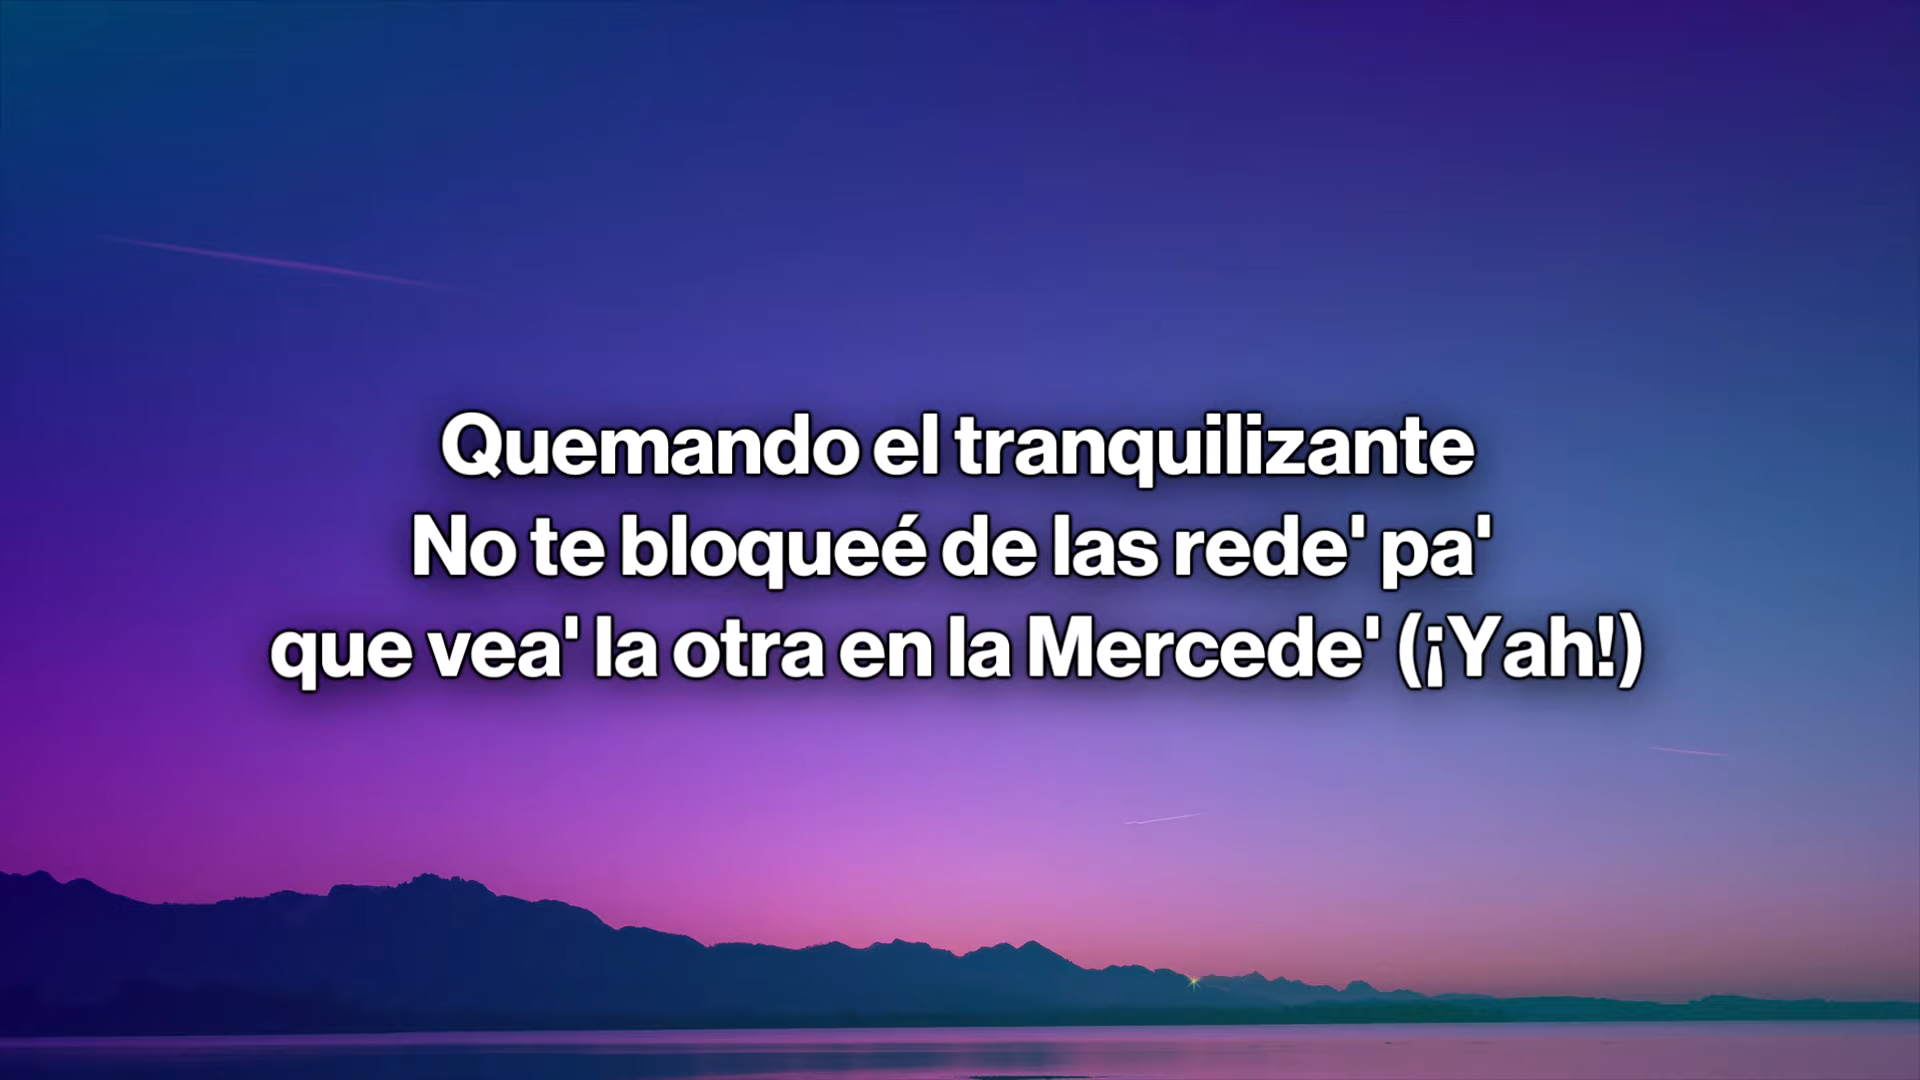 Quemando el tranquilizante
No te bloqueé de las rede' pa'
que vea' la otra en la Mercede' (¡Yah!)